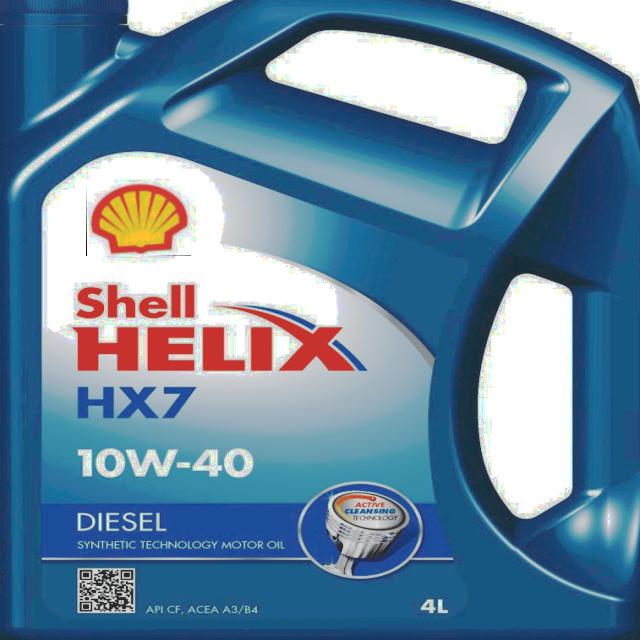 Shell
HELIX
HX7
10W-40
DIESEL
SYNTHETIC TECHNOLOGY MOTOR OIL
ACTIVE
CLEANSING
TECHNOLOGY
API CF, ACEA A3/B4
4L